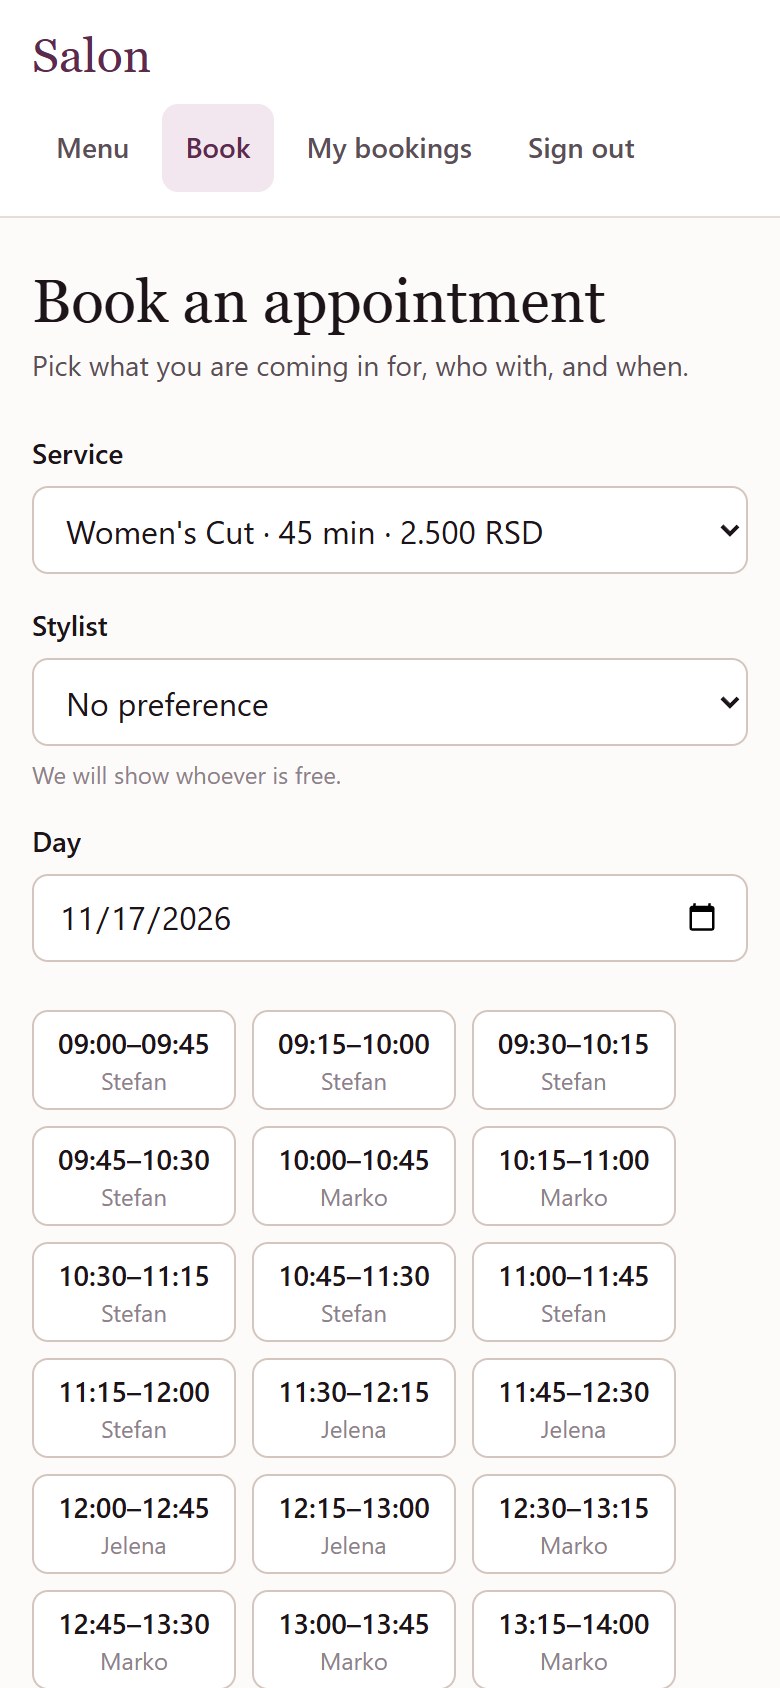 Salon
Menu Book My bookings Sign out
Book an appointment
Pick what you are coming in for, who with, and when.
Service
Women's Cut · 45 min · 2.500 RSD
Stylist
No preference
We will show whoever is free.
Day
11/17/2026
09:00–09:45 09:15–10:00 09:30–10:15
Stefan Stefan Stefan
09:45–10:30 10:00–10:45 10:15–11:00
Stefan Marko Marko
10:30–11:15 10:45–11:30 11:00–11:45
Stefan Stefan Stefan
11:15–12:00 11:30–12:15 11:45–12:30
Stefan Jelena Jelena
12:00–12:45 12:15–13:00 12:30–13:15
Jelena Jelena Marko
12:45–13:30 13:00–13:45 13:15–14:00
Marko Marko Marko